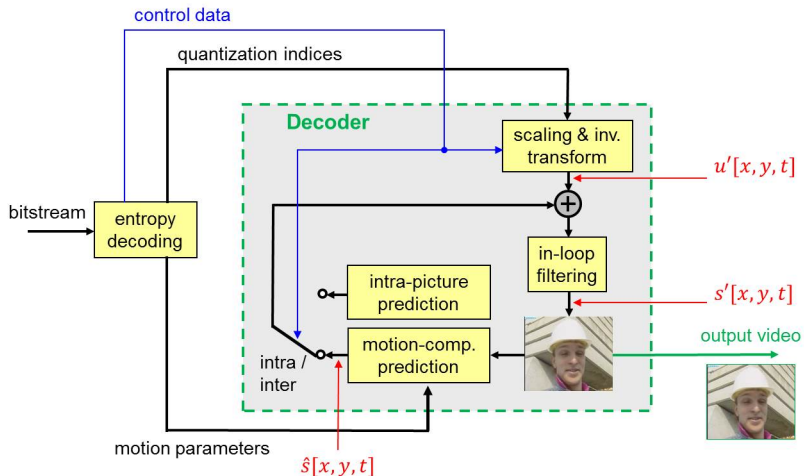 control data
quantization indices
Decoder
scaling & inv.
transform
u′[x, y, t]
bitstream
entropy
decoding
+
in-loop
filtering
intra-picture
prediction
s′[x, y, t]
output video
motion-comp.
prediction
intra /
inter
motion parameters
ŝ[x, y, t]